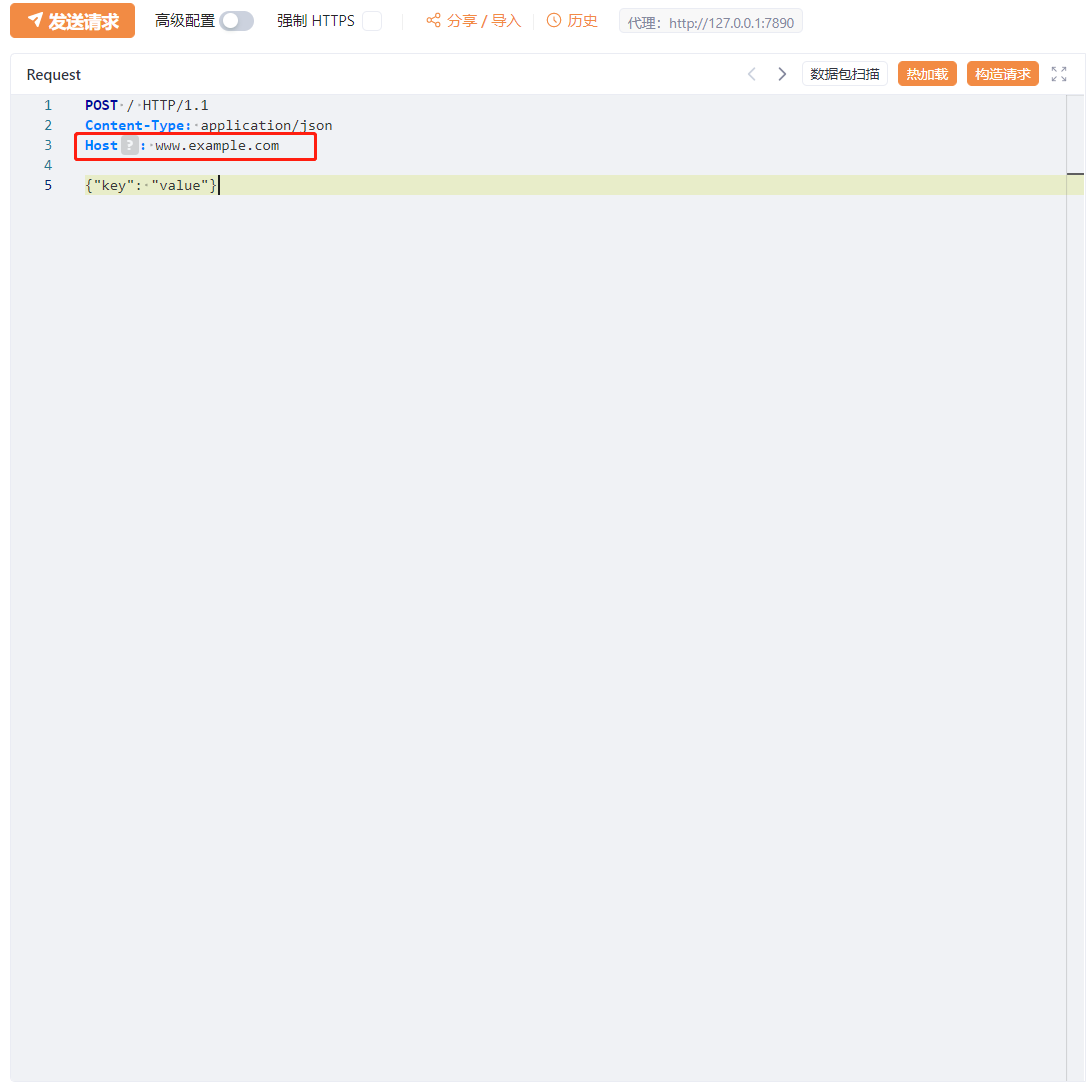 发送请求 高级配置 强制 HTTPS 分享 / 导入 历史 代理：http://127.0.0.1:7890
Request 数据包扫描 热加载 构造请求
1 POST / HTTP/1.1
2 Content-Type: application/json
3 Host ? : www.example.com
4
5 {"key": "value"}